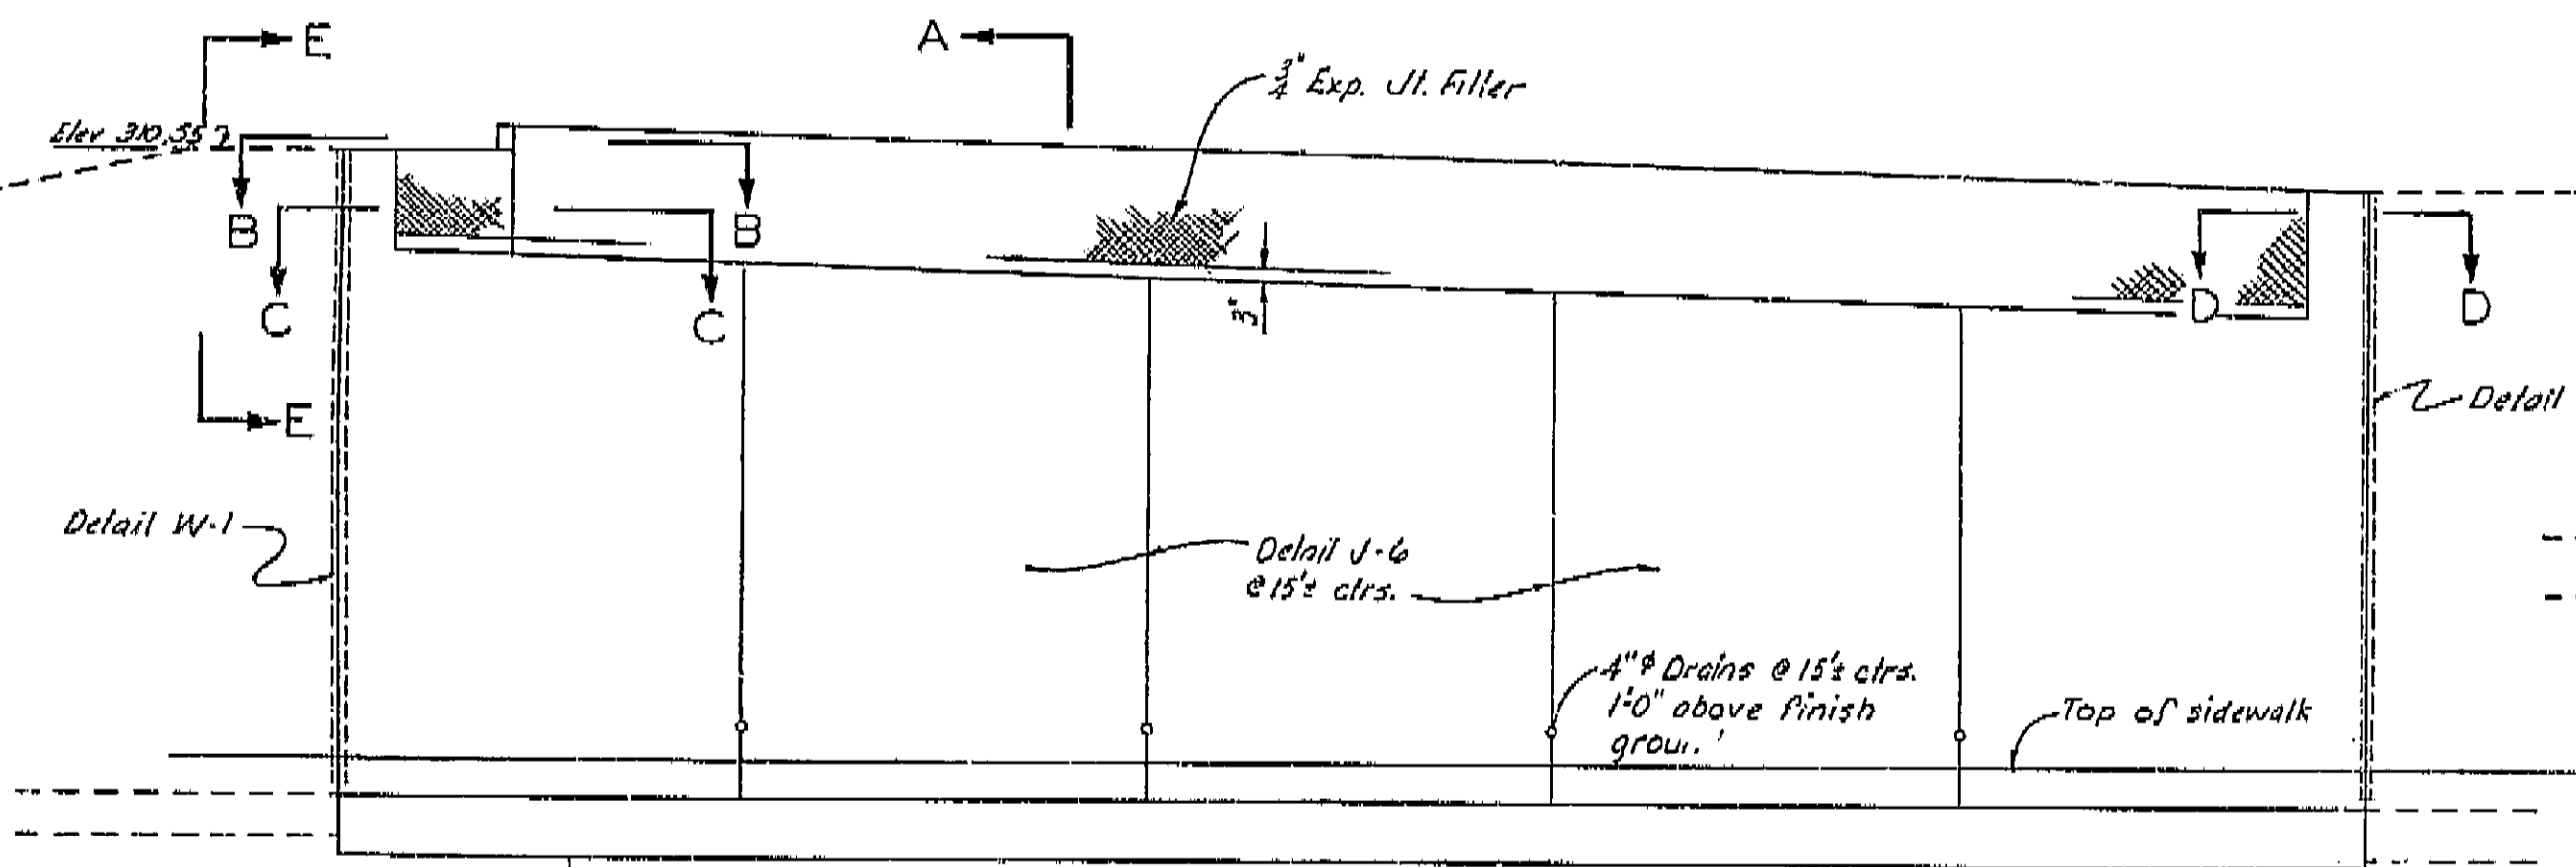 E
A
3/4" Exp. Jt. Filler
Elev 310.55
B
B
C
C
3"
D
D
E
Detail
Detail W-1
Detail J-6
@ 15'± ctrs.
4"ϕ Drains @ 15'± ctrs.
1'-0" above finish
Top of sidewalk